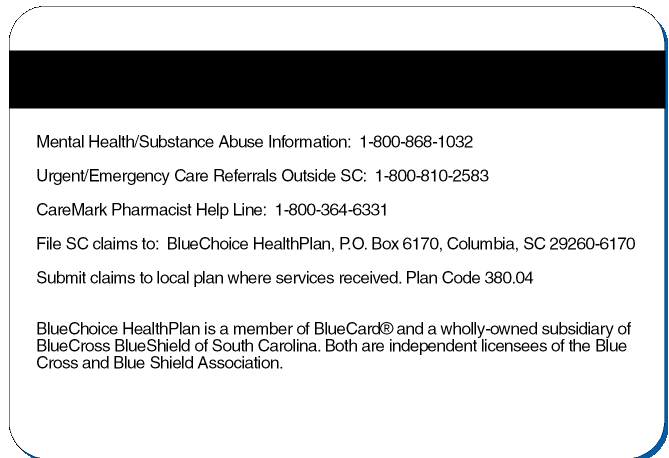 Mental Health/Substance Abuse Information:  1-800-868-1032
Urgent/Emergency Care Referrals Outside SC:  1-800-810-2583
CareMark Pharmacist Help Line:  1-800-364-6331
File SC claims to:  BlueChoice HealthPlan, P.O. Box 6170, Columbia, SC 29260-6170
Submit claims to local plan where services received. Plan Code 380.04
BlueChoice HealthPlan is a member of BlueCard® and a wholly-owned subsidiary of
BlueCross BlueShield of South Carolina. Both are independent licensees of the Blue
Cross and Blue Shield Association.